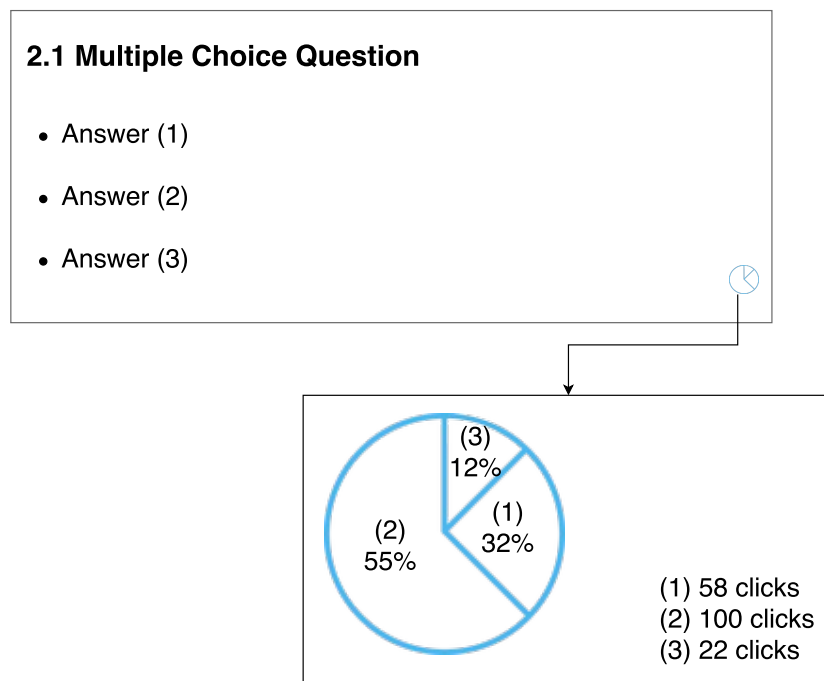 2.1 Multiple Choice Question
• Answer (1)
• Answer (2)
• Answer (3)
(3)
12%
(1)
32%
(2)
55%
(1) 58 clicks
(2) 100 clicks
(3) 22 clicks